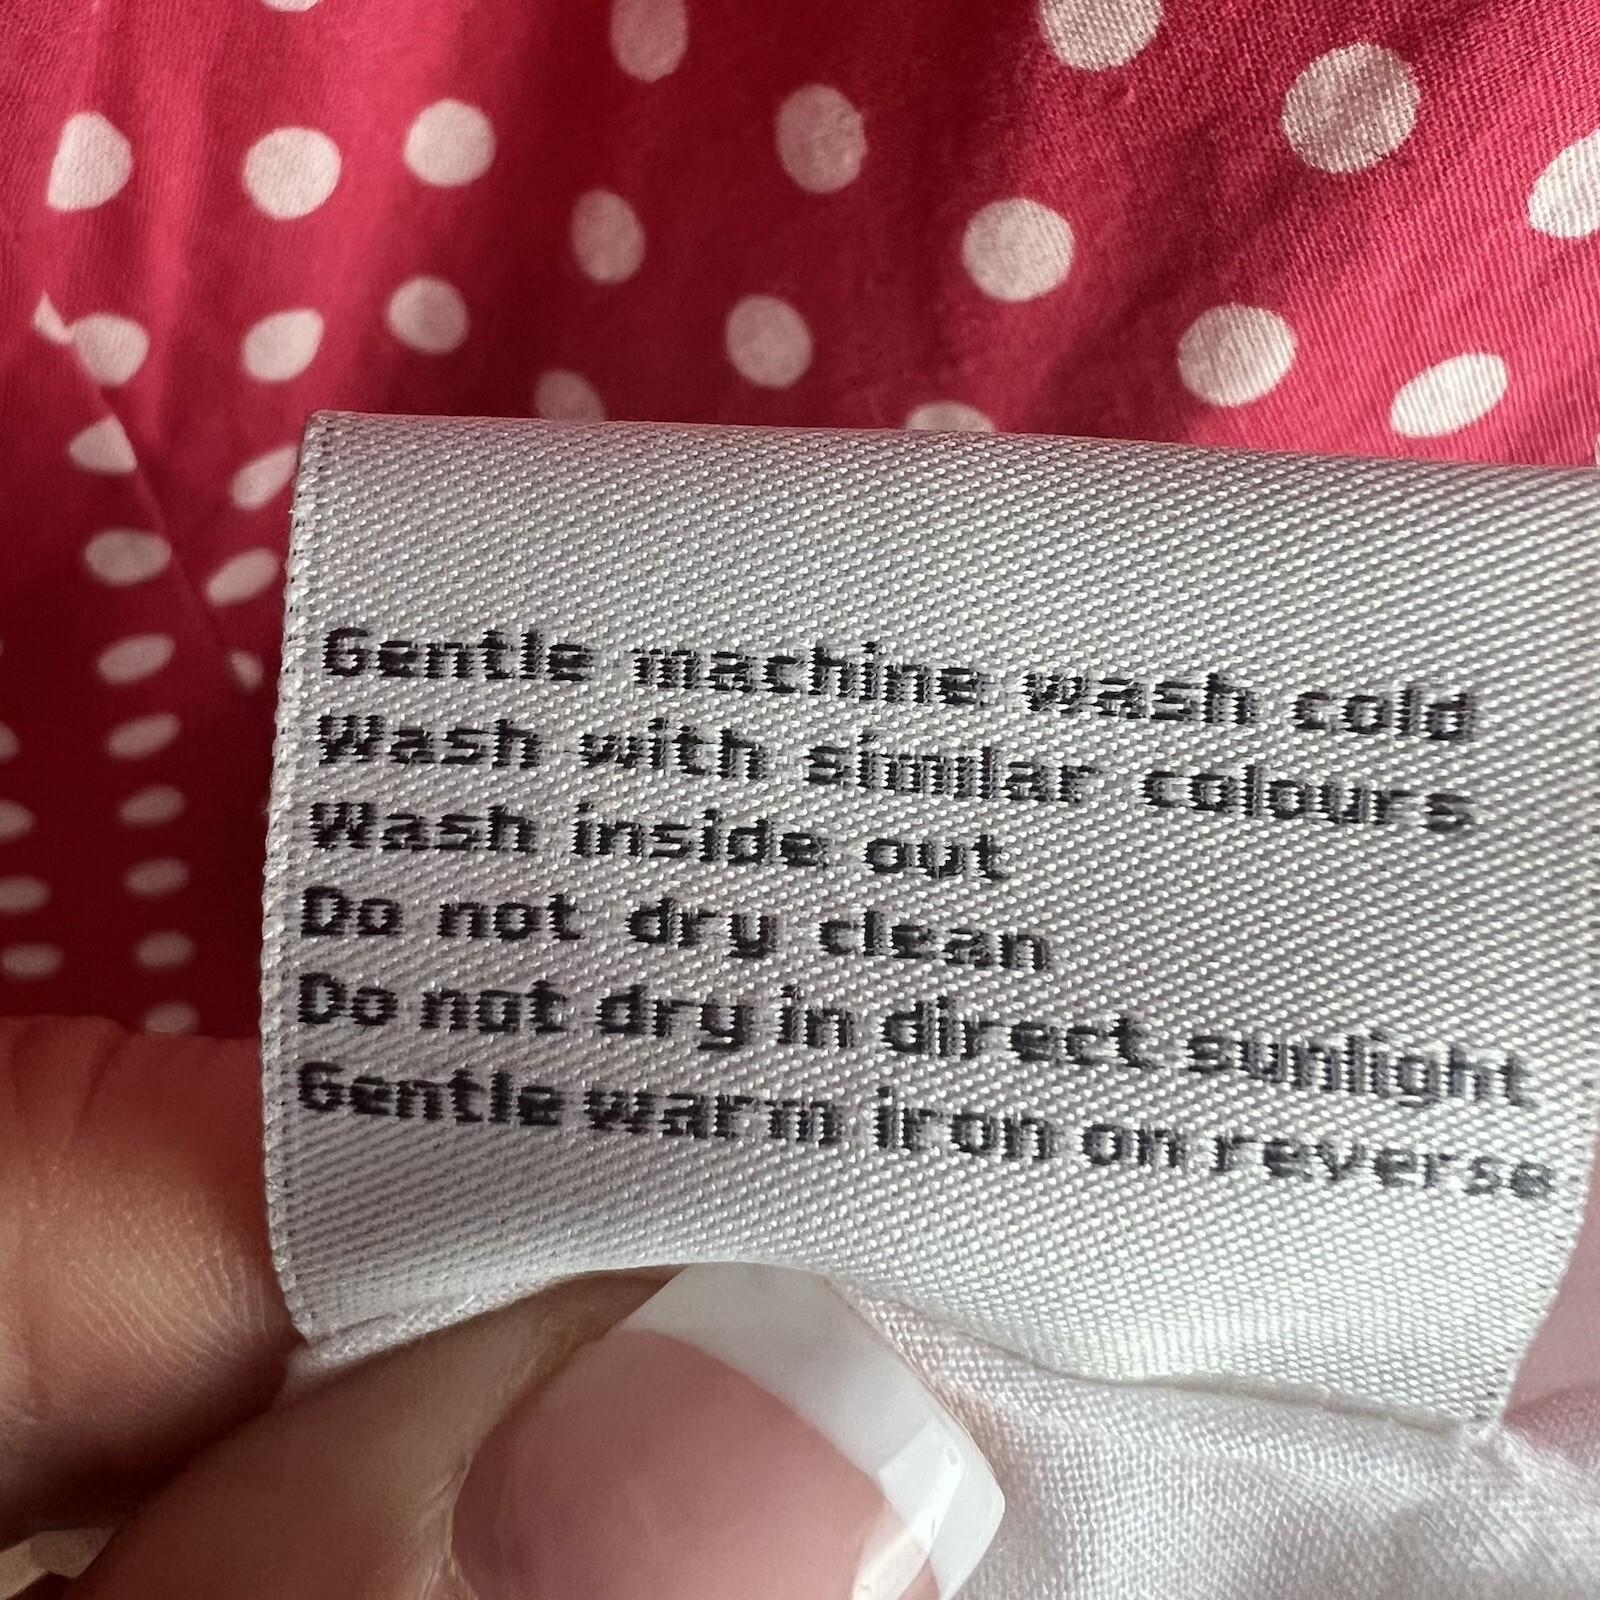 Gentle machine wash cold
Wash with similar colours
Wash inside out
Do not dry clean
Do not dry in direct sunlight
Gentle warm iron on reverse